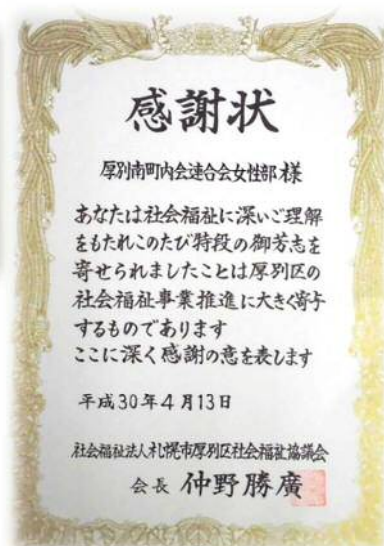 感謝状
厚別南町内会連合会女性部様
あなたは社会福祉に深いご理解
をもたれこのたび特段の御芳志を
寄せられましたことは厚別区の
社会福祉事業推進に大きく寄与
するものであります
ここに深く感謝の意を表します
平成30年4月13日
社会福祉法人札幌市厚別区社会福祉協議会
会長 仲野勝廣